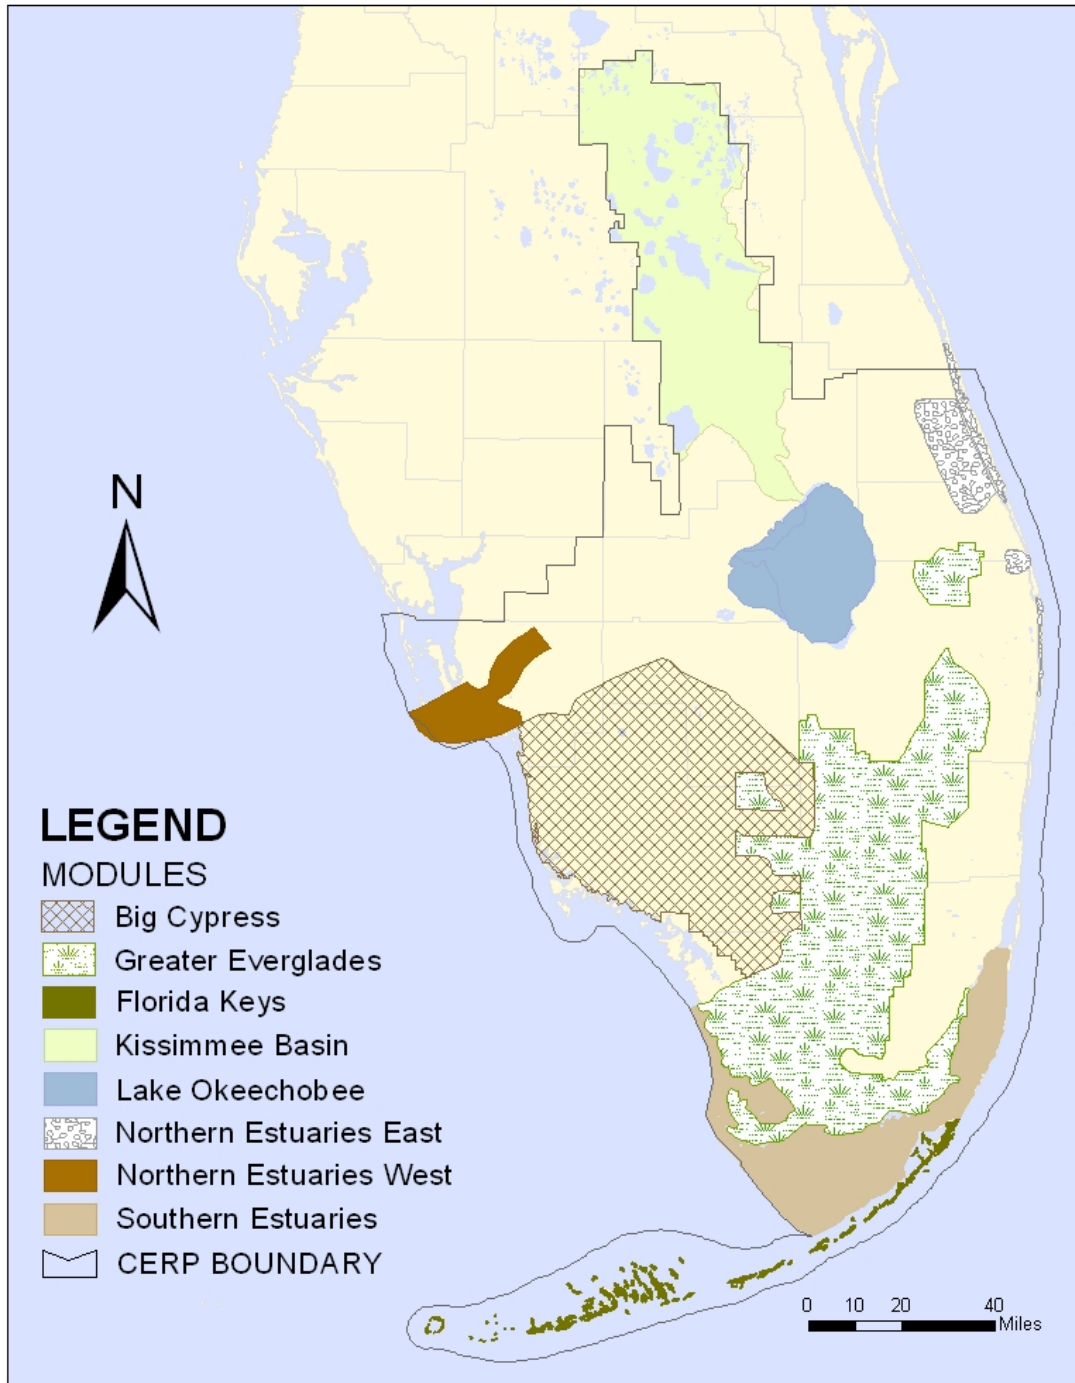 N
LEGEND
MODULES
Big Cypress
Greater Everglades
Florida Keys
Kissimmee Basin
Lake Okeechobee
Northern Estuaries East
Northern Estuaries West
Southern Estuaries
CERP BOUNDARY
0 10 20 40
Miles